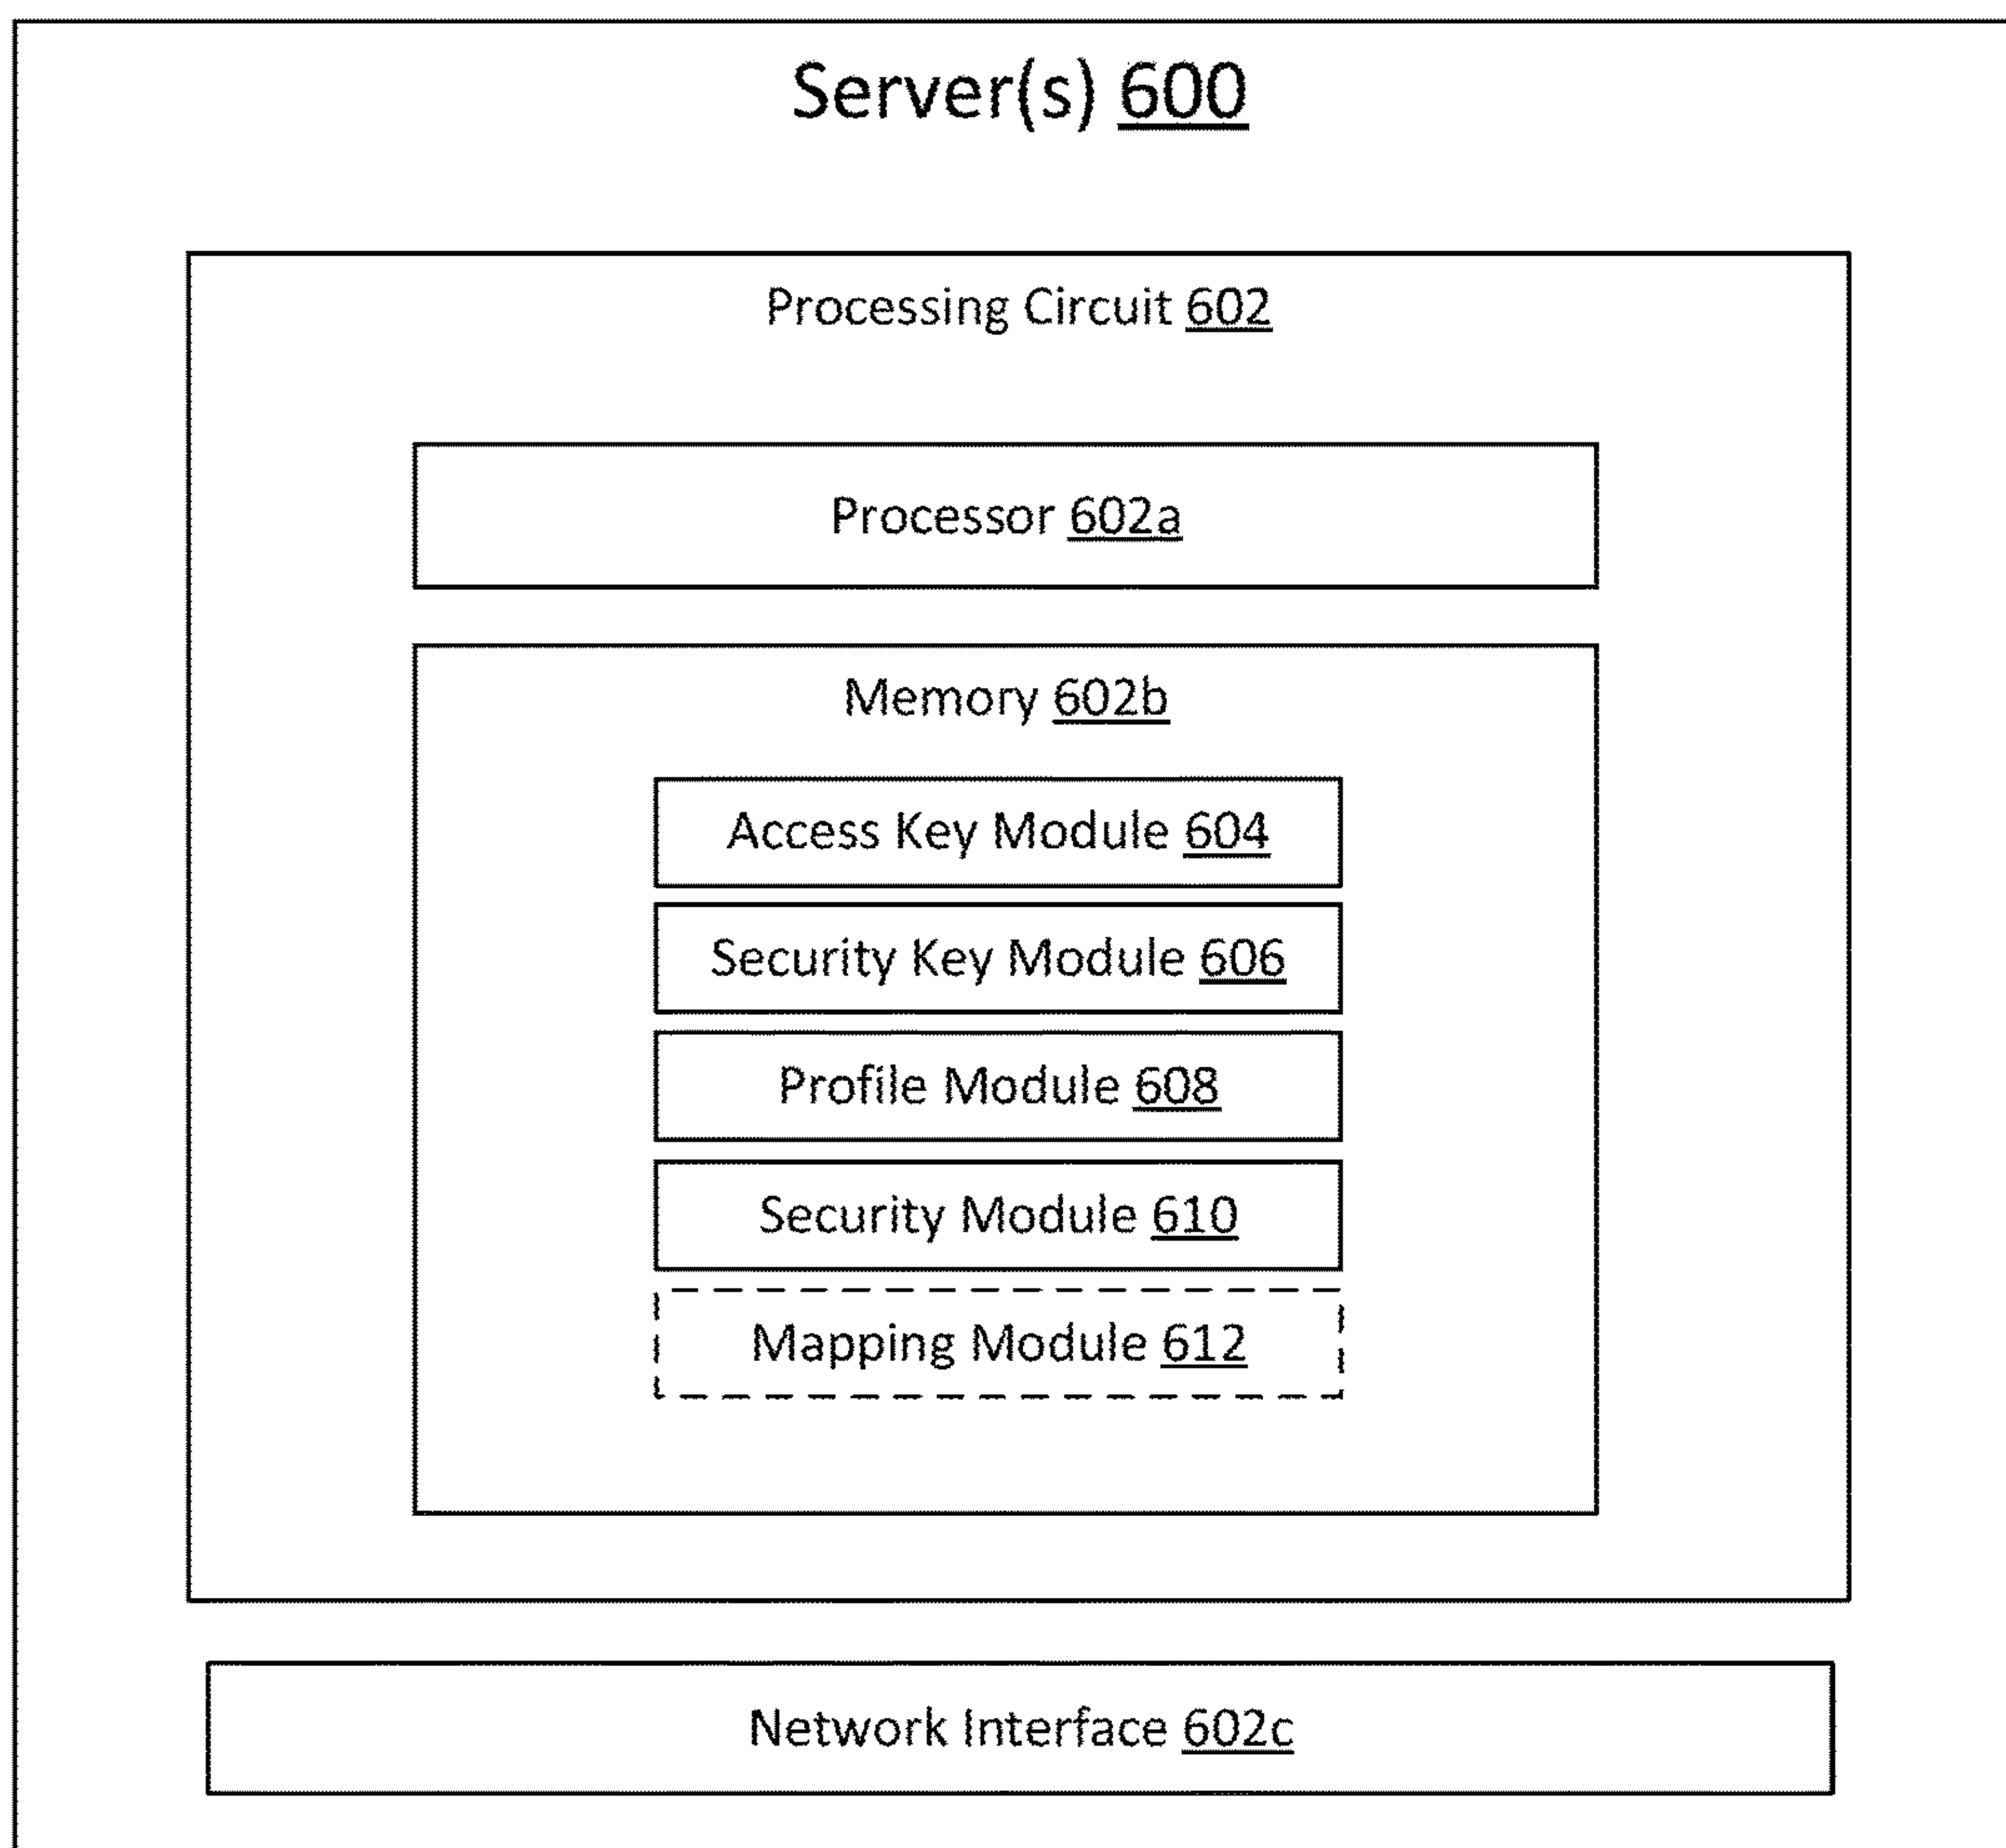 Server(s) 600
Processing Circuit 602
Processor 602a
Memory 602b
Access Key Module 604
Security Key Module 606
Profile Module 608
Security Module 610
Mapping Module 612
Network Interface 602c